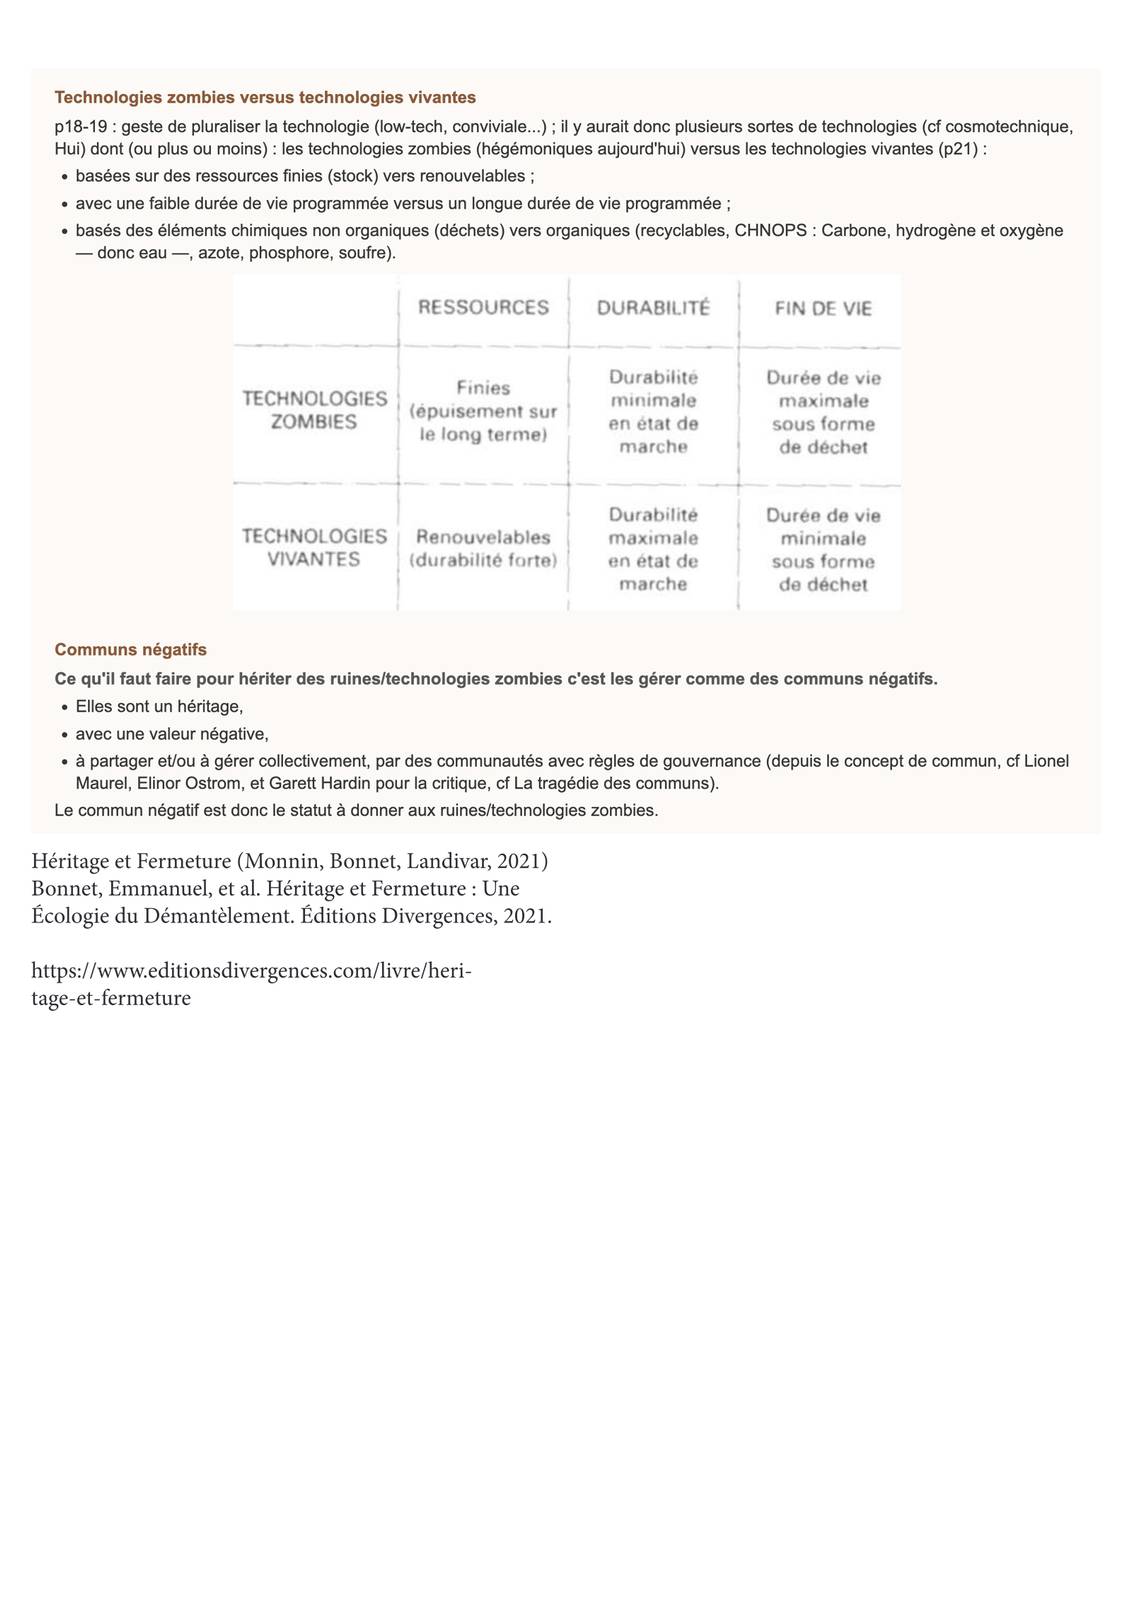 Technologies zombies versus technologies vivantes
p18-19 : geste de pluraliser la technologie (low-tech, conviviale...) ; il y aurait donc plusieurs sortes de technologies (cf cosmotechnique,
Hui) dont (ou plus ou moins) : les technologies zombies (hégémoniques aujourd'hui) versus les technologies vivantes (p21) :
• basées sur des ressources finies (stock) vers renouvelables ;
• avec une faible durée de vie programmée versus un longue durée de vie programmée ;
• basés des éléments chimiques non organiques (déchets) vers organiques (recyclables, CHNOPS : Carbone, hydrogène et oxygène
— donc eau —, azote, phosphore, soufre).
RESSOURCES DURABILITÉ FIN DE VIE
TECHNOLOGIES
ZOMBIES
Finies
(épuisement sur
le long terme)
Durabilité
minimale
en état de
marche
Durée de vie
maximale
sous forme
de déchet
TECHNOLOGIES
VIVANTES
Renouvelables
(durabilité forte)
Durabilité
maximale
en état de
marche
Durée de vie
minimale
sous forme
de déchet
Communs négatifs
Ce qu'il faut faire pour hériter des ruines/technologies zombies c'est les gérer comme des communs négatifs.
• Elles sont un héritage,
• avec une valeur négative,
• à partager et/ou à gérer collectivement, par des communautés avec règles de gouvernance (depuis le concept de commun, cf Lionel
Maurel, Elinor Ostrom, et Garett Hardin pour la critique, cf La tragédie des communs).
Le commun négatif est donc le statut à donner aux ruines/technologies zombies.
Héritage et Fermeture (Monnin, Bonnet, Landivar, 2021)
Bonnet, Emmanuel, et al. Héritage et Fermeture : Une
Écologie du Démantèlement. Éditions Divergences, 2021.
https://www.editionsdivergences.com/livre/heri-
tage-et-fermeture